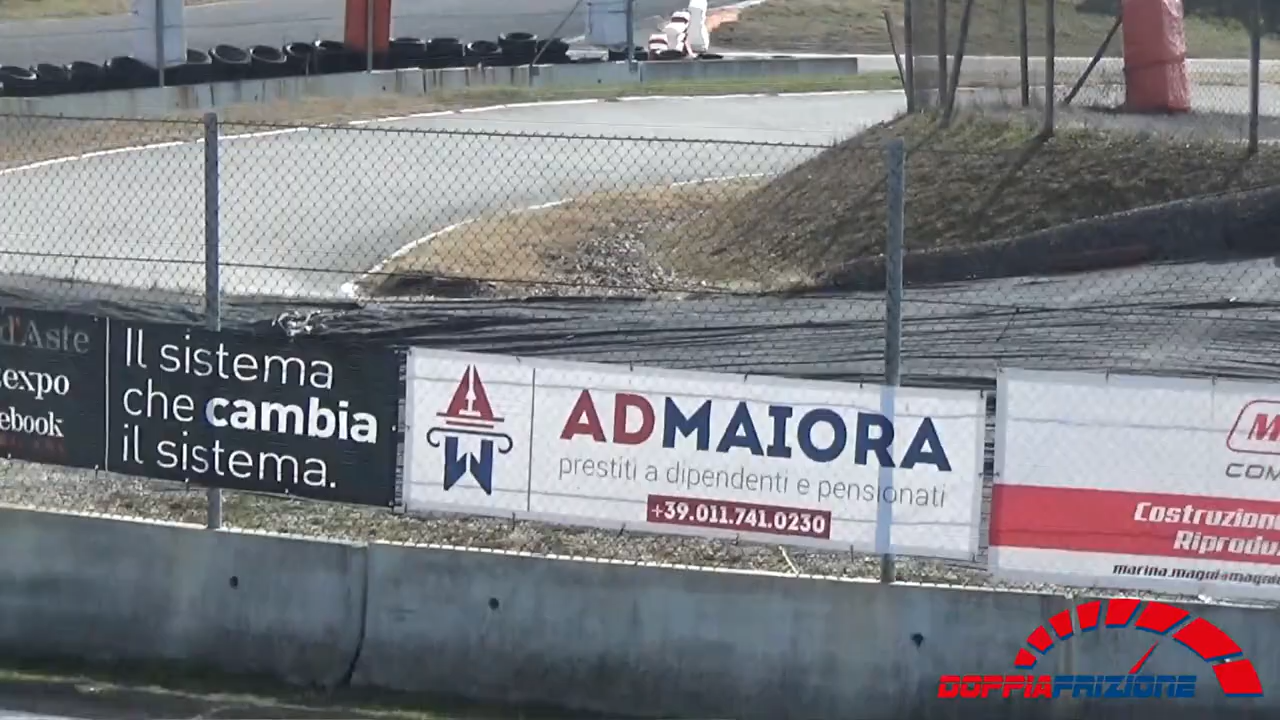 d'Aste
expo
ebook
Il sistema
che cambia
il sistema.
ADMAIORA
prestiti a dipendenti e pensionati
+39.011.741.0230
COM
Costruzion
Riprodu
DOPPIAFRIZIONE